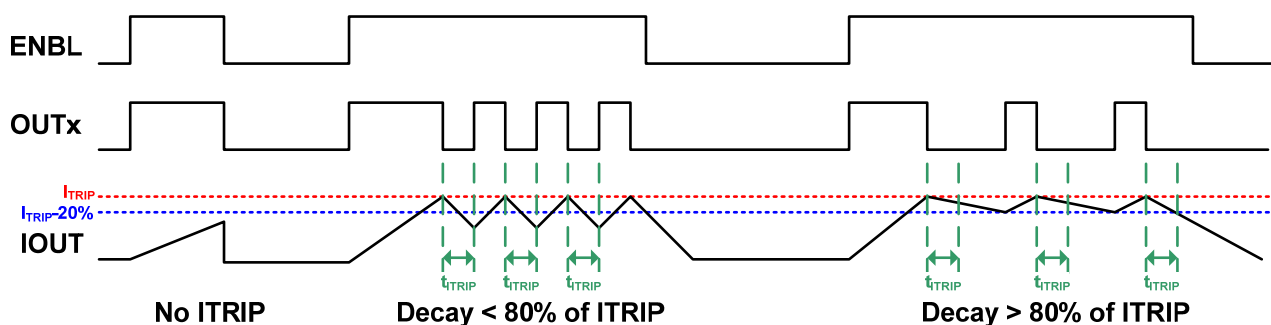 ENBL
OUTx
ITRIP
ITRIP-20%
IOUT
tITRIP tITRIP tITRIP tITRIP tITRIP tITRIP
No ITRIP Decay < 80% of ITRIP Decay > 80% of ITRIP